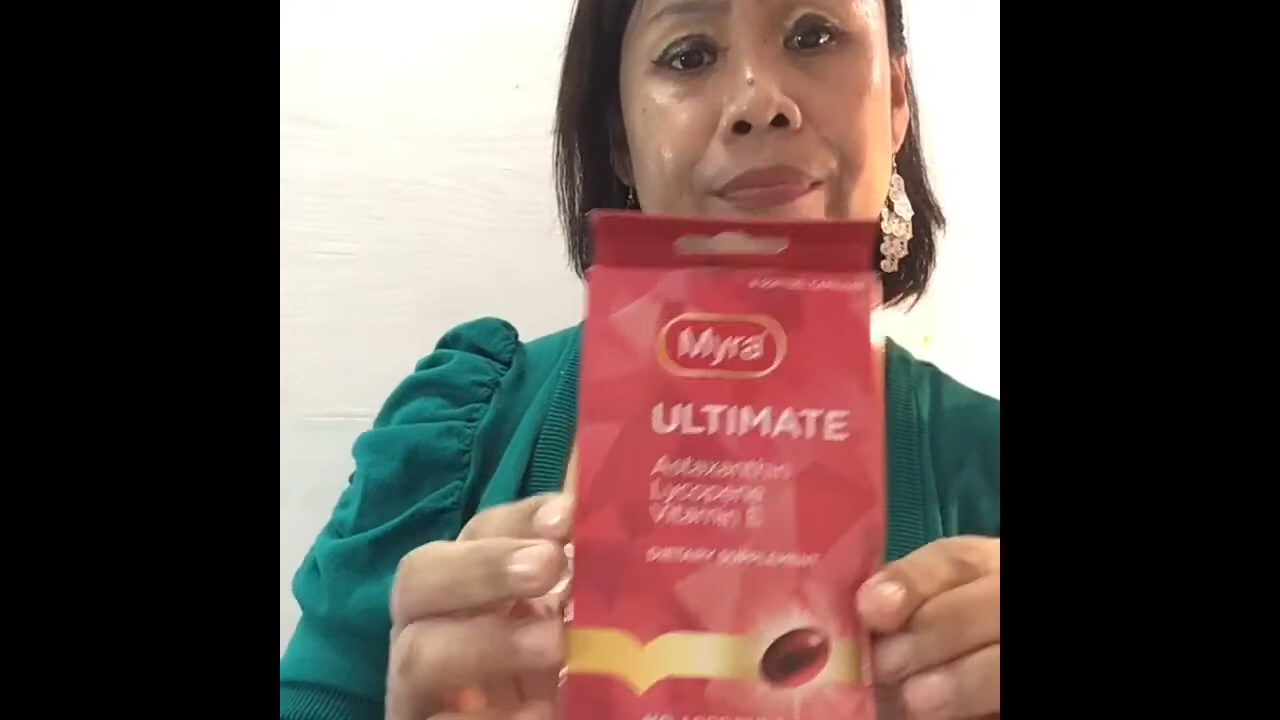 Myra
ULTIMATE
Astaxanthin
Lycopene
Vitamin E
DIETARY SUPPLEMENT